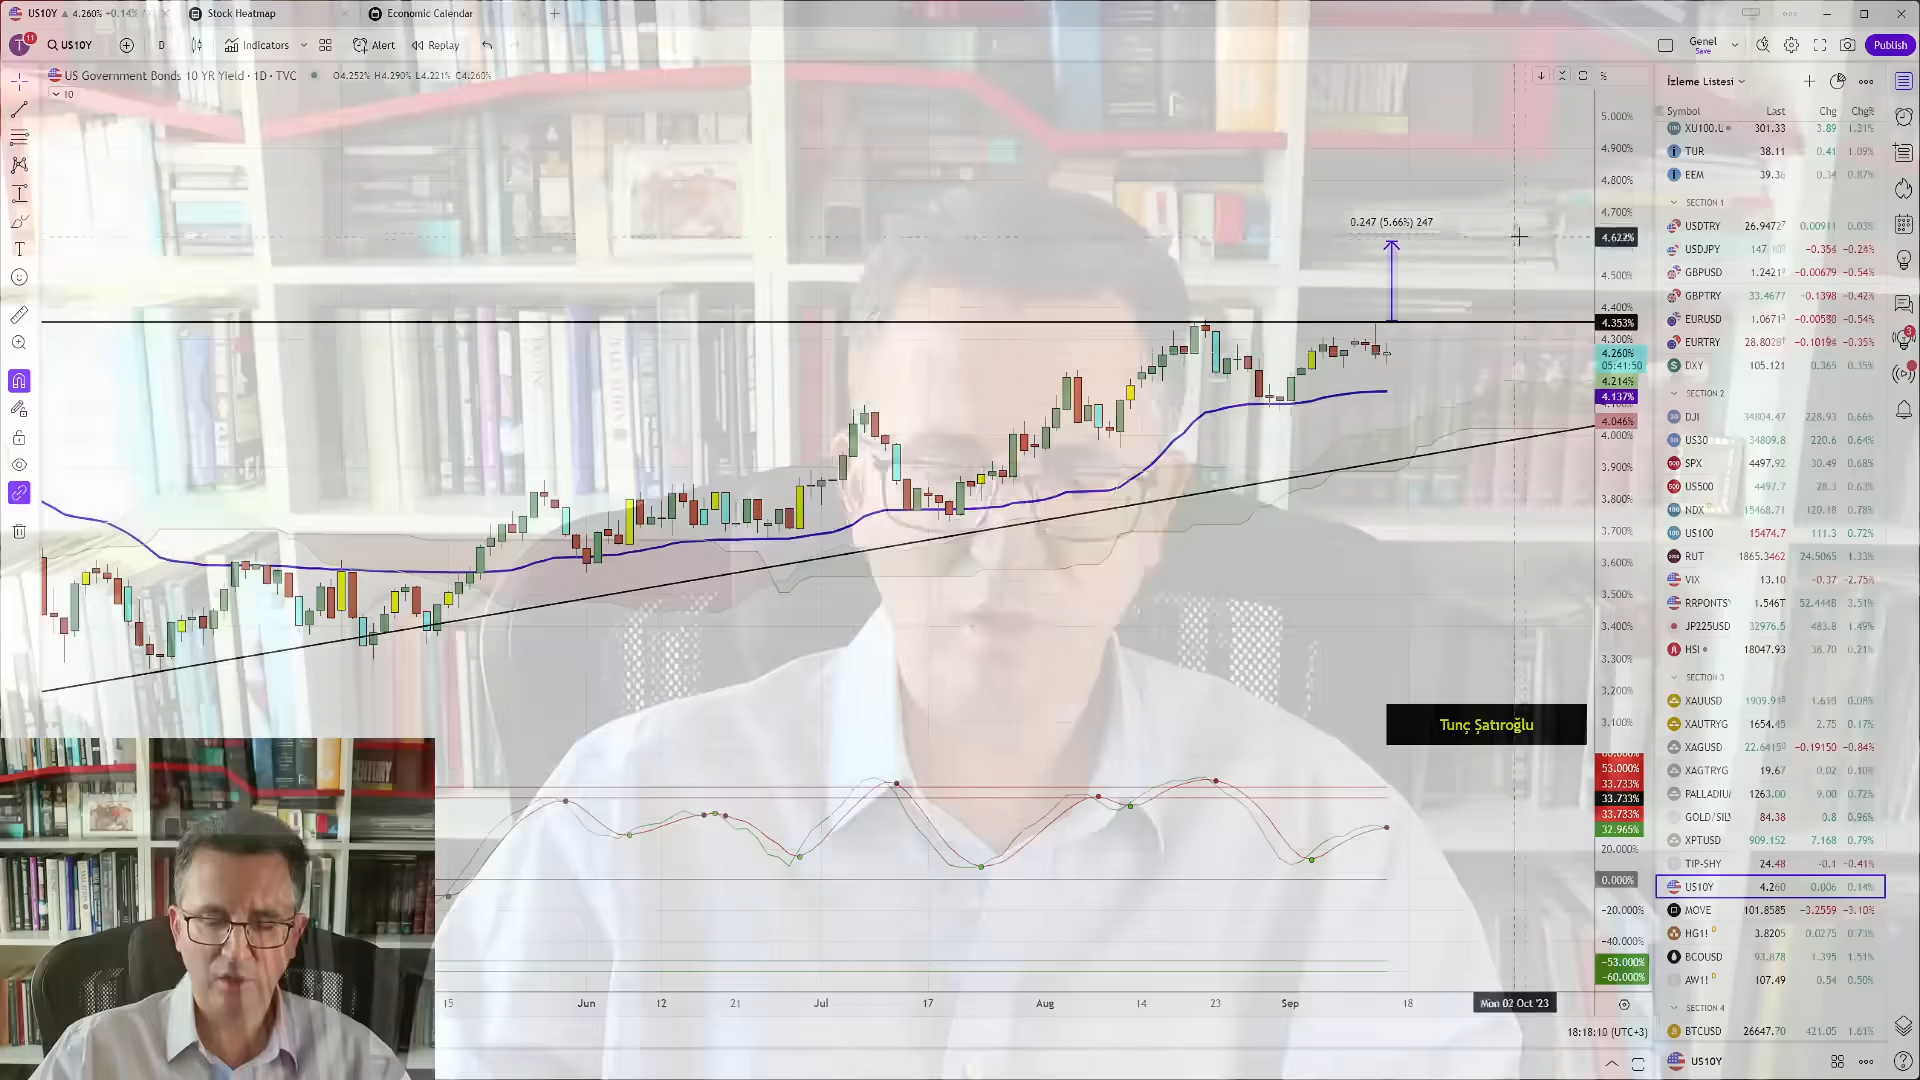 US10Y ▲ 4.260% +0.14%
Stock Heatmap
Economic Calendar
T 11 US10Y D Indicators Alert Replay
Genel Save Publish
US Government Bonds 10 YR Yield · 1D · TVC O4.252% H4.290% L4.221% C4.260%
10
%
İzleme Listesi
Symbol Last Chg Chg%
XU100.U 301.33 3.89 1.31%
TUR 38.11 0.41 1.09%
EEM 39.36 0.34 0.87%
SECTION 1
USDTRY 26.94727 0.00911 0.03%
USDJPY 147 -0.354 -0.24%
GBPUSD 1.2421 -0.00679 -0.54%
GBPTRY 33.4677 -0.1398 -0.42%
EURUSD 1.0671 -0.00580 -0.54%
EURTRY 28.8028 -0.10194 -0.35%
DXY 105.121 0.365 0.35%
SECTION 2
DJI 34804.47 228.93 0.66%
US30 34809.8 220.6 0.64%
SPX 4497.92 30.49 0.68%
US500 4497.7 28.3 0.63%
NDX 15468.71 120.18 0.78%
US100 15474.7 111.3 0.72%
RUT 1865.3462 24.5065 1.33%
VIX 13.10 -0.37 -2.75%
RRPONTS 1.546T 52.444B 3.51%
JP225USD 32976.5 483.8 1.49%
HSI 18047.93 38.70 0.21%
SECTION 3
XAUUSD 1909.91 1.610 0.08%
XAUTRYG 1654.45 2.75 0.17%
XAGUSD 22.6415 -0.19150 -0.84%
XAGTRYG 19.67 0.02 0.10%
PALLADIU 1263.00 9.00 0.72%
GOLD/SIL 84.38 0.8 0.96%
XPTUSD 909.152 7.168 0.79%
TIP-SHY 24.48 -0.1 -0.41%
US10Y 4.260 0.006 0.14%
MOVE 101.8585 -3.2559 -3.10%
HG1! D 3.8205 0.0275 0.73%
BCOUSD 93.878 1.395 1.51%
AW1! D 107.49 0.54 0.50%
SECTION 4
BTCUSD 26647.70 421.05 1.61%
US10Y
5.000%
4.900%
4.800%
4.700%
0.247 (5.66%) 247
4.622%
4.500%
4.400%
4.353%
4.300%
4.260%
05:41:50
4.214%
4.137%
4.046%
4.000%
3.900%
3.800%
3.700%
3.600%
3.500%
3.400%
3.300%
3.200%
3.100%
Tunç Şatıroğlu
53.000%
33.733%
33.733%
33.733%
32.965%
20.000%
0.000%
-20.000%
-40.000%
-53.000%
-60.000%
15 Jun 12 21 Jul 17 Aug 14 23 Sep 18 Mon 02 Oct '23
18:18:10 (UTC+3)